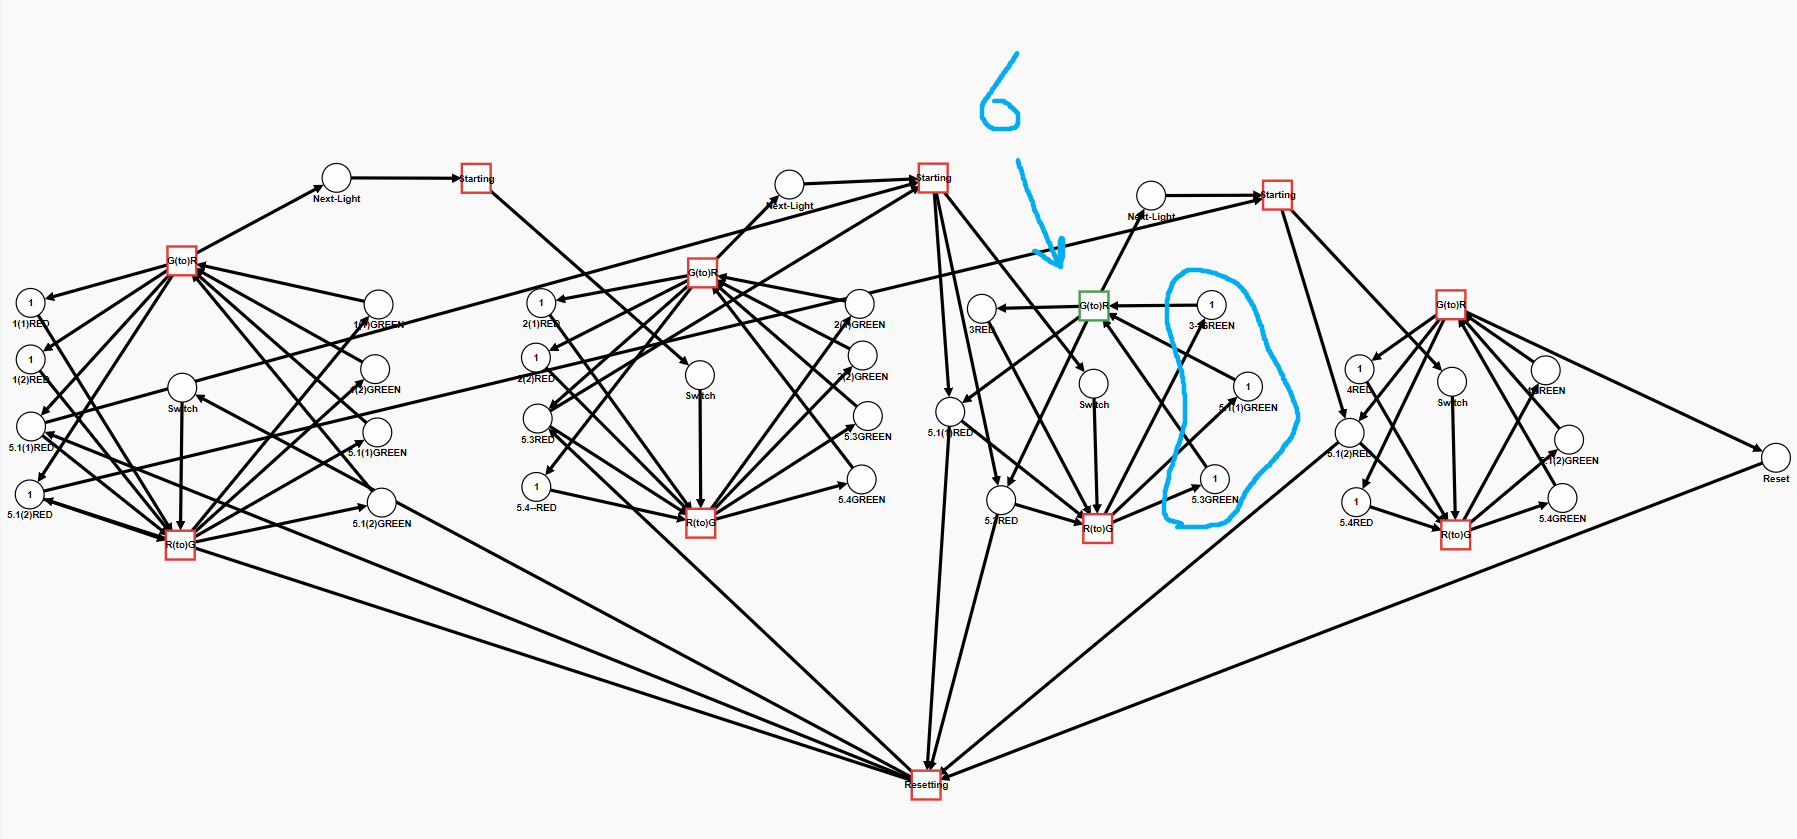 6
Next-Light
Starting
Next-Light
Starting
Next-Light
Starting
G(to)R
1
1(1)RED
1(1)GREEN
1
1(2)RED
1(2)GREEN
Switch
5.1(1)RED
5.1(1)GREEN
1
5.1(2)RED
5.1(2)GREEN
R(to)G
G(to)R
1
2(1)RED
2(1)GREEN
1
2(2)RED
2(2)GREEN
Switch
5.3RED
5.3GREEN
1
5.4--RED
5.4GREEN
R(to)G
G(to)R
3RED
1
Switch
1
5.1(1)GREEN
5.1(1)RED
1
5.3GREEN
R(to)G
G(to)R
1
4RED
Switch
5.1(2)RED
5.1(2)GREEN
1
5.4RED
5.4GREEN
R(to)G
Reset
Resetting